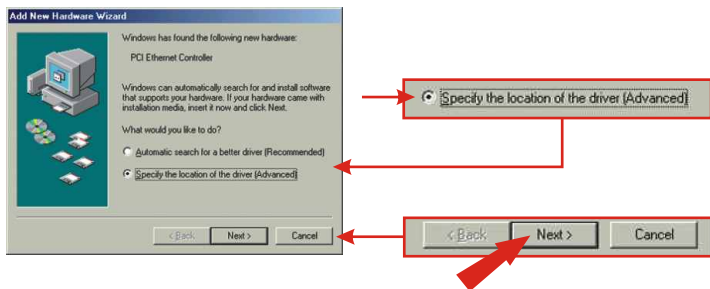 Add New Hardware Wizard
Windows has found the following new hardware:
PCI Ethernet Controller
Windows can automatically search for and install software
that supports your hardware. If your hardware came with
installation media, insert it now and click Next.
What would you like to do?
Automatic search for a better driver (Recommended)
Specify the location of the driver (Advanced)
< Back Next > Cancel
Specify the location of the driver (Advanced)
< Back Next > Cancel